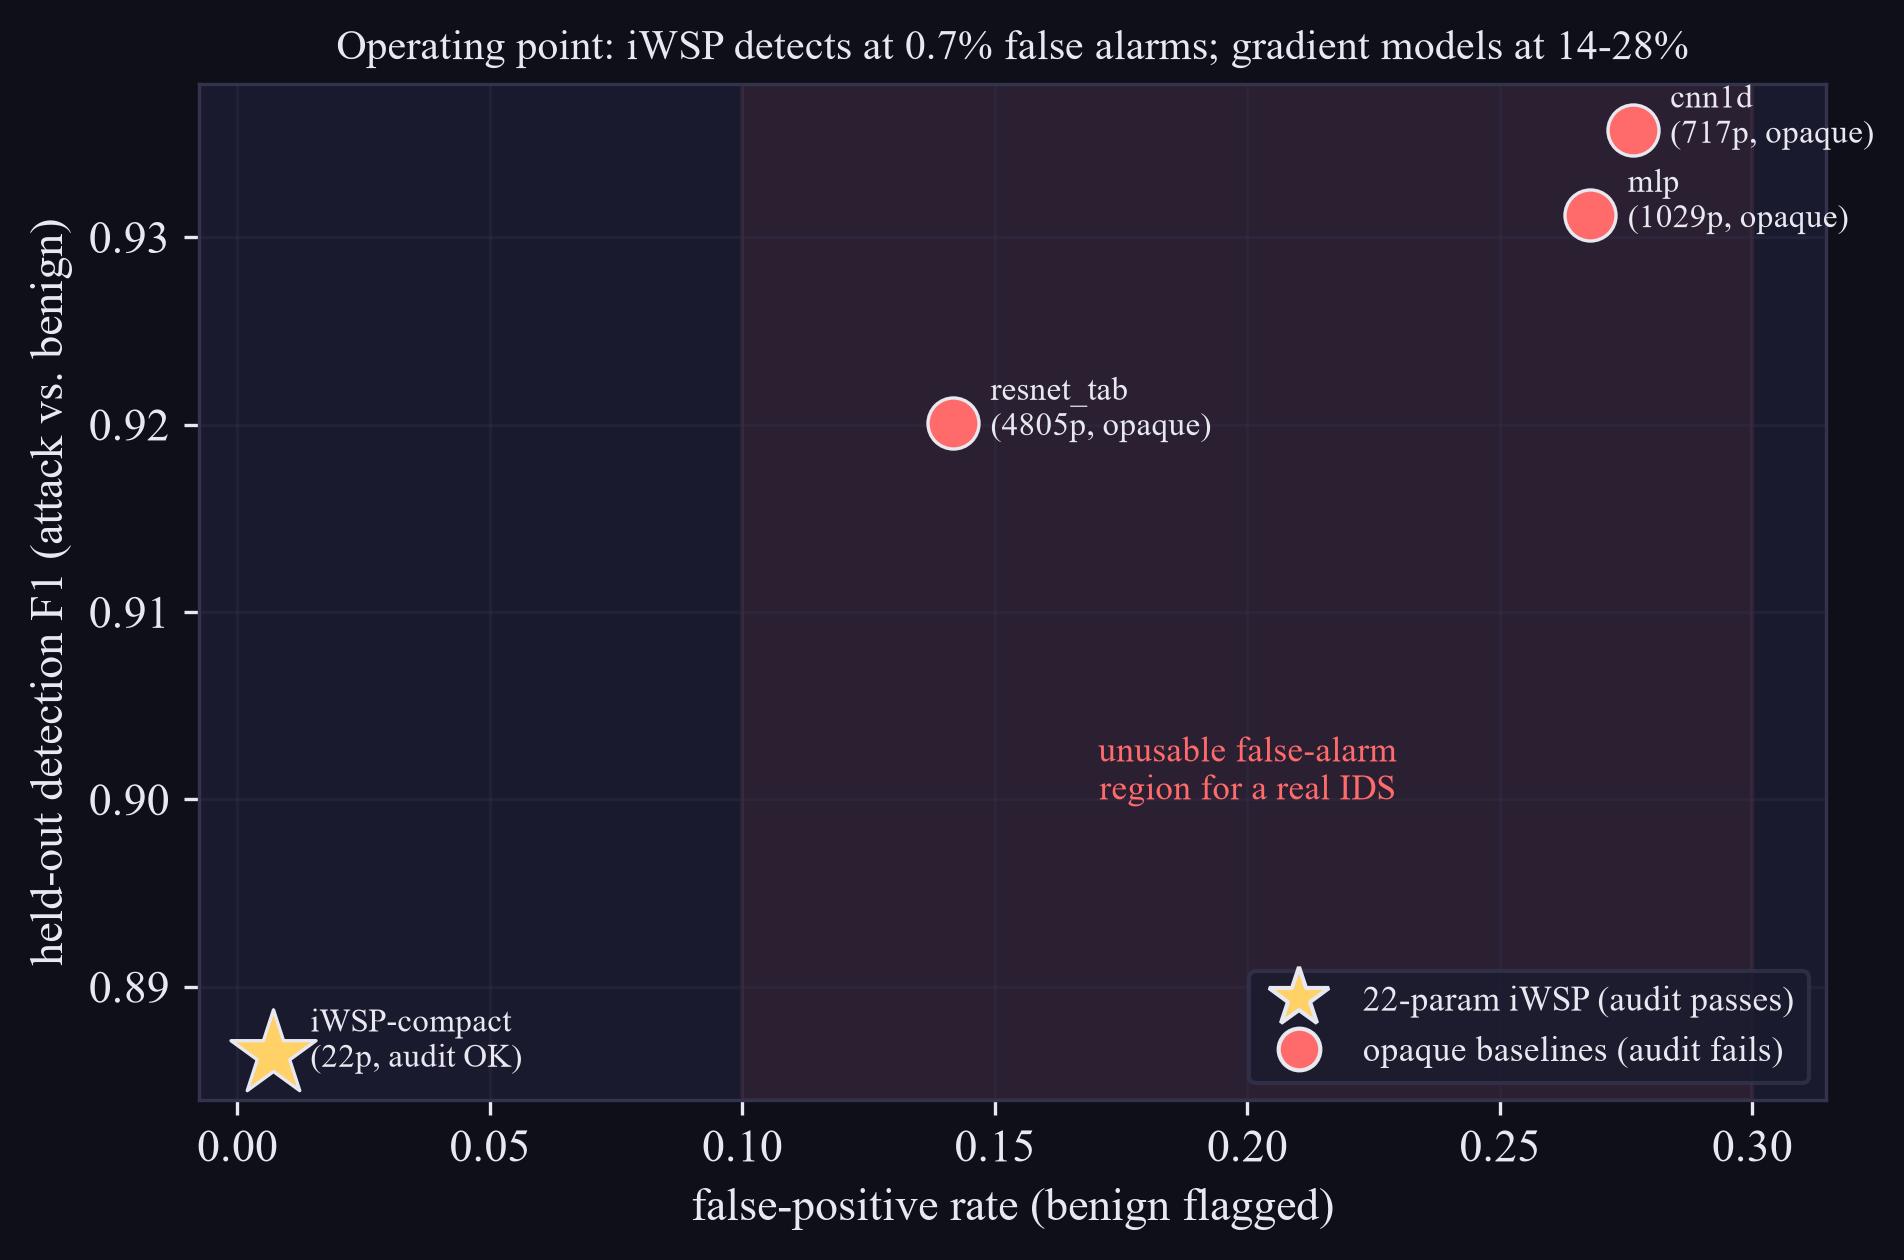 Operating point: iWSP detects at 0.7% false alarms; gradient models at 14-28%
held-out detection F1 (attack vs. benign)
0.93
0.92
0.91
0.90
0.89
cnn1d
(717p, opaque)
mlp
(1029p, opaque)
resnet_tab
(4805p, opaque)
unusable false-alarm
region for a real IDS
iWSP-compact
(22p, audit OK)
22-param iWSP (audit passes)
opaque baselines (audit fails)
0.00 0.05 0.10 0.15 0.20 0.25 0.30
false-positive rate (benign flagged)